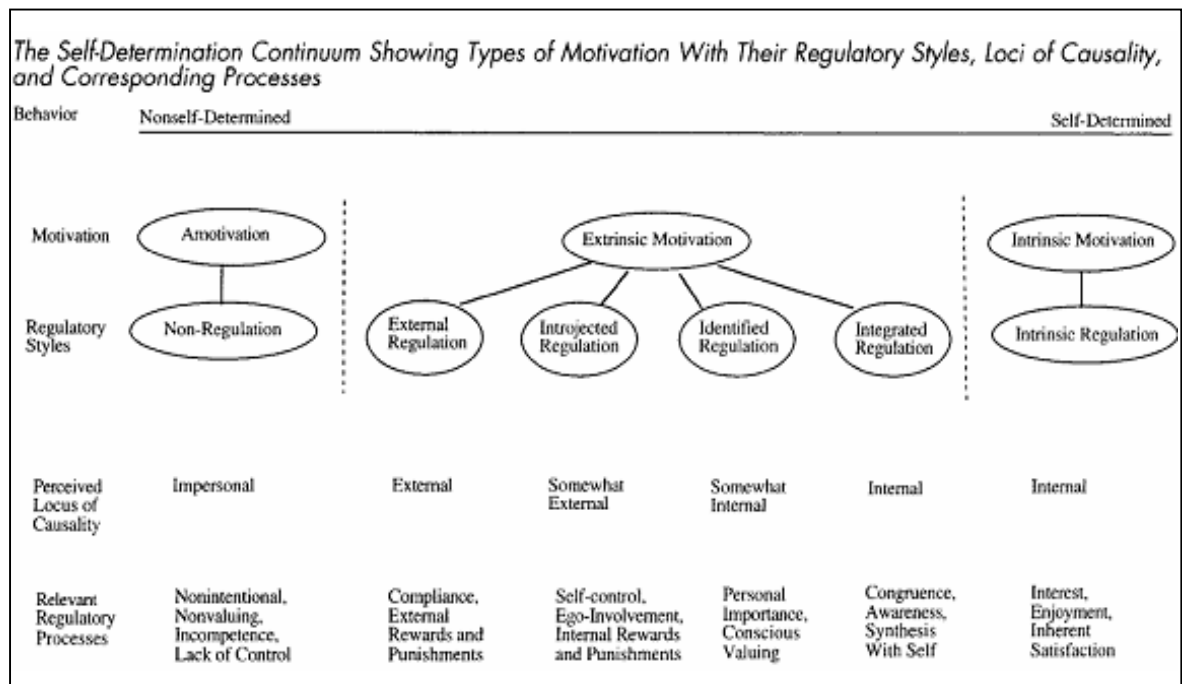 The Self-Determination Continuum Showing Types of Motivation With Their Regulatory Styles, Loci of Causality,
and Corresponding Processes
Behavior Nonself-Determined Self-Determined
Motivation Amotivation Extrinsic Motivation Intrinsic Motivation
Regulatory
Styles
Non-Regulation
External
Regulation
Introjected
Regulation
Identified
Regulation
Integrated
Regulation
Intrinsic Regulation
Perceived
Locus of
Causality
Impersonal
External
Somewhat
External
Somewhat
Internal
Internal
Internal
Relevant
Regulatory
Processes
Nonintentional,
Nonvaluing,
Incompetence,
Lack of Control
Compliance,
External
Rewards and
Punishments
Self-control,
Ego-Involvement,
Internal Rewards
and Punishments
Personal
Importance,
Conscious
Valuing
Congruence,
Awareness,
Synthesis
With Self
Interest,
Enjoyment,
Inherent
Satisfaction